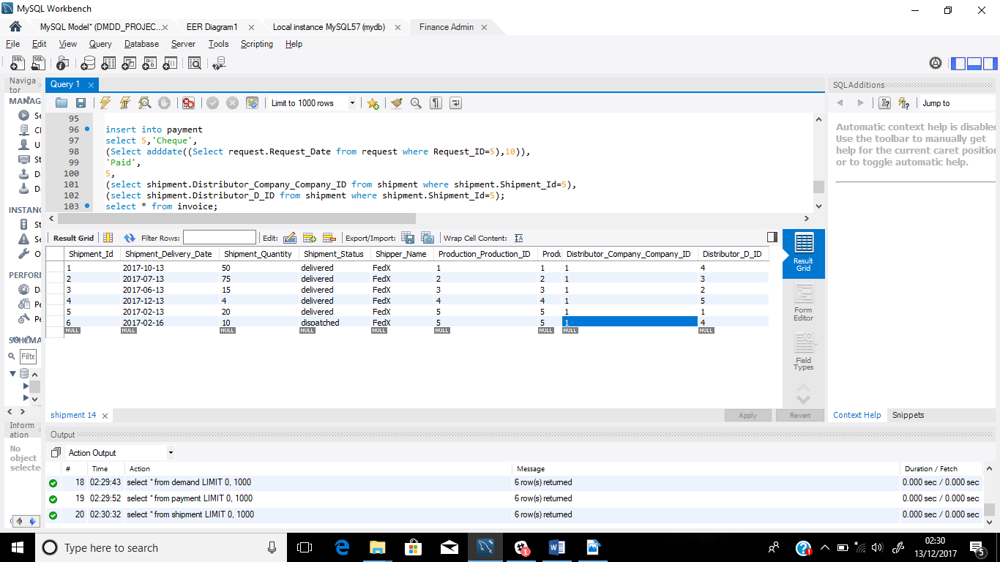 MySQL Workbench
MySQL Model* (DMDD_PROJEC...× EER Diagram1 × Local instance MySQL57 (mydb) × Finance Admin ×
File Edit View Query Database Server Tools Scripting Help
Naviga
tor
MANAG
Se
Cl
U
St
D
D
INSTANC
St
Se
O
PERFORM
D
Pe
Pe
SCHEMA
Filte
Inform
ation
No
object
selecte
Query 1 ×
Limit to 1000 rows
95
96 insert into payment
97 select 5,'Cheque',
98 (Select adddate((Select request.Request_Date from request where Request_ID=5),10)),
99 'Paid',
100 5,
101 (select shipment.Distributor_Company_Company_ID from shipment where shipment.Shipment_Id=5),
102 (select shipment.Distributor_D_ID from shipment where shipment.Shipment_Id=5);
103 select * from invoice;
Result Grid Filter Rows: Edit: Export/Import: Wrap Cell Content:
Shipment_Id Shipment_Delivery_Date Shipment_Quantity Shipment_Status Shipper_Name Production_Production_ID Produ Distributor_Company_Company_ID Distributor_D_ID
1 2017-10-13 50 delivered FedX 1 1 1 4
2 2017-07-13 75 delivered FedX 2 2 1 3
3 2017-06-13 15 delivered FedX 3 3 1 2
4 2017-12-13 4 delivered FedX 4 4 1 5
5 2017-02-13 20 delivered FedX 5 5 1 1
6 2017-02-16 10 dispatched FedX 5 5 1 4
NULL NULL NULL NULL NULL NULL NULL NULL NULL
Result
Grid
Form
Editor
Field
Types
shipment 14 ×
Apply Revert
SQLAdditions
Jump to
Automatic context help is disabled
Use the toolbar to manually get
help for the current caret position
or to toggle automatic help.
Context Help Snippets
Output
Action Output
# Time Action Message Duration / Fetch
18 02:29:43 select * from demand LIMIT 0, 1000 6 row(s) returned 0.000 sec / 0.000 sec
19 02:29:52 select * from payment LIMIT 0, 1000 6 row(s) returned 0.000 sec / 0.000 sec
20 02:30:32 select * from shipment LIMIT 0, 1000 6 row(s) returned 0.000 sec / 0.000 sec
Type here to search
02:30
13/12/2017
5